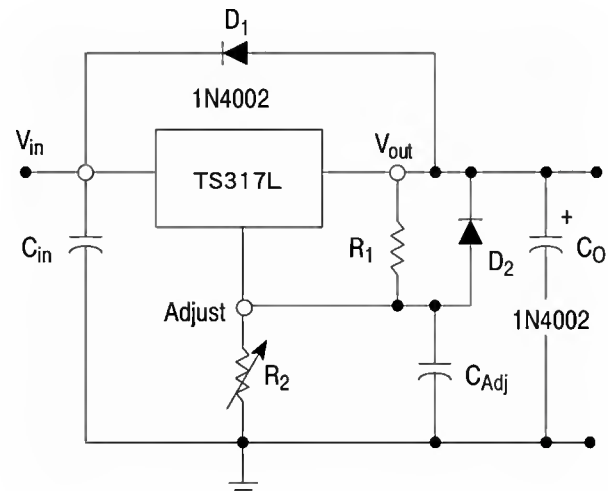 D1
1N4002
Vin
TS317L
Vout
Cin
R1
D2
+
CO
Adjust
1N4002
R2
CAdj